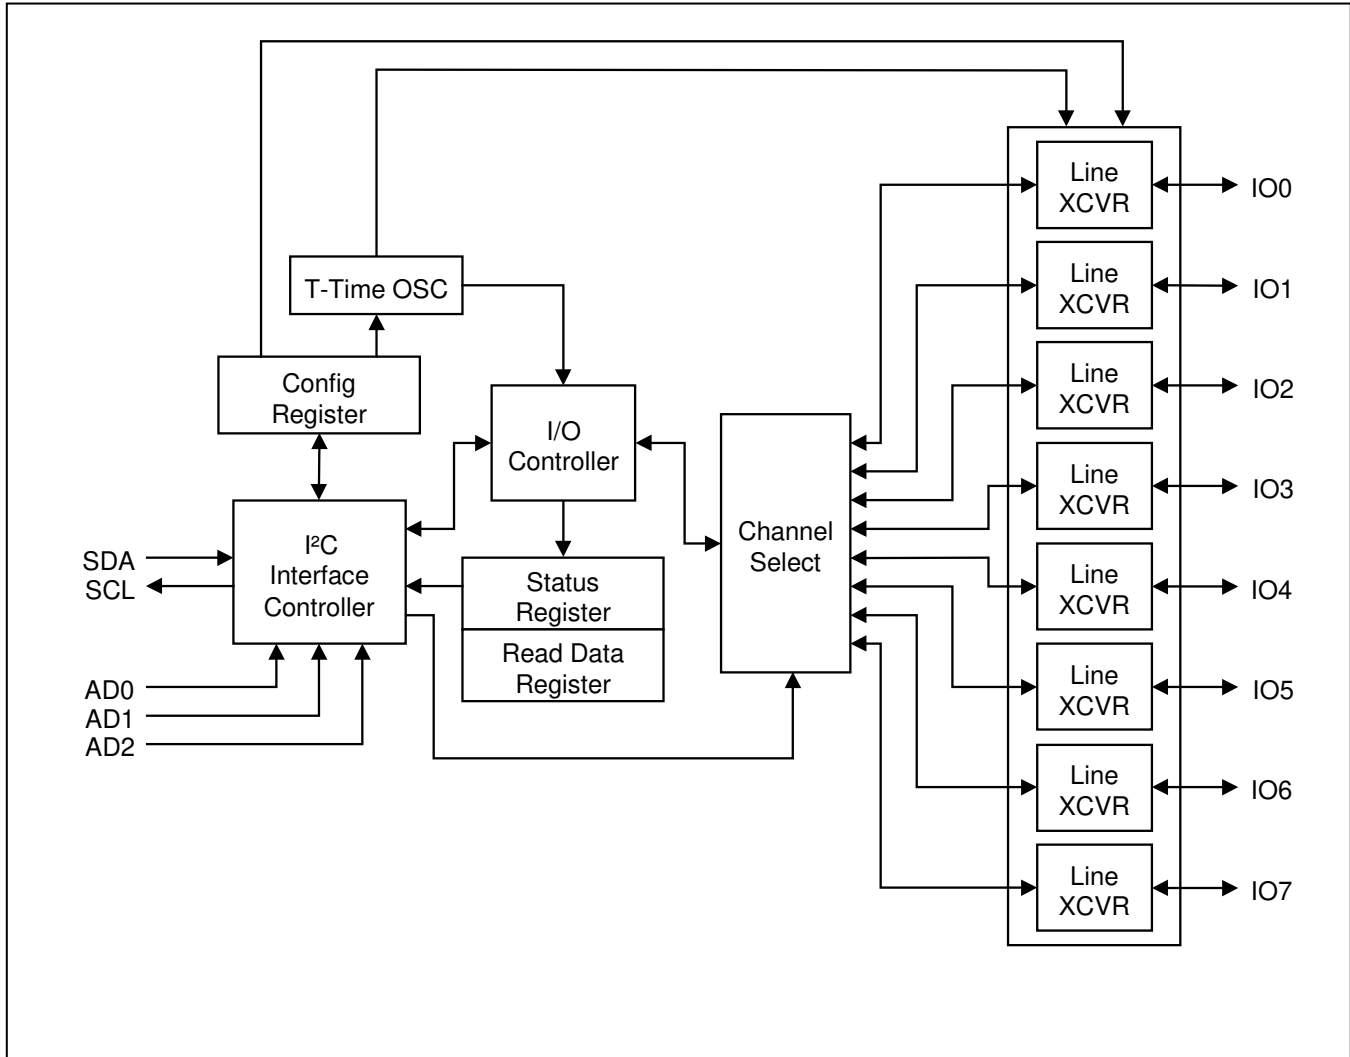 T-Time OSC
Config
Register
I/O
Controller
I²C
Interface
Controller
SDA
SCL
AD0
AD1
AD2
Status
Register
Read Data
Register
Channel
Select
Line
XCVR
IO0
Line
XCVR
IO1
Line
XCVR
IO2
Line
XCVR
IO3
Line
XCVR
IO4
Line
XCVR
IO5
Line
XCVR
IO6
Line
XCVR
IO7